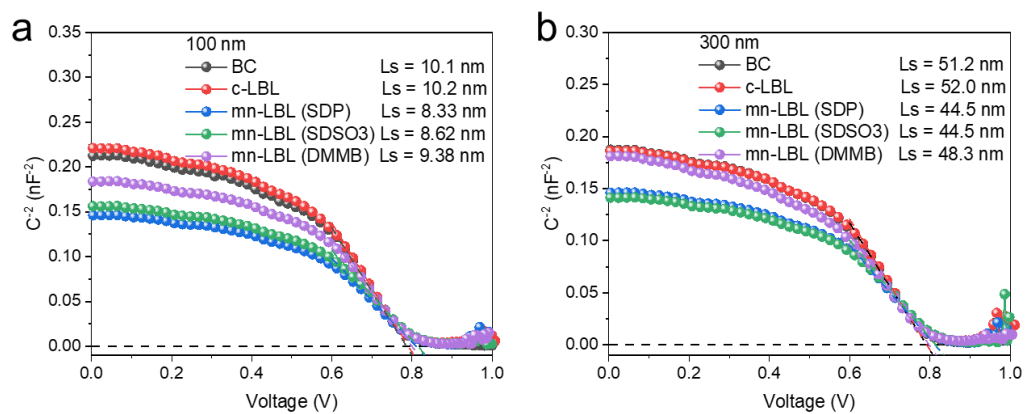 a
0.35
0.30
0.25
0.20
0.15
0.10
0.05
0.00
C⁻² (nF⁻²)
100 nm
BC Ls = 10.1 nm
c-LBL Ls = 10.2 nm
mn-LBL (SDP) Ls = 8.33 nm
mn-LBL (SDSO3) Ls = 8.62 nm
mn-LBL (DMMB) Ls = 9.38 nm
0.0 0.2 0.4 0.6 0.8 1.0
Voltage (V)
b
0.30
0.25
0.20
0.15
0.10
0.05
0.00
C⁻² (nF⁻²)
300 nm
BC Ls = 51.2 nm
c-LBL Ls = 52.0 nm
mn-LBL (SDP) Ls = 44.5 nm
mn-LBL (SDSO3) Ls = 44.5 nm
mn-LBL (DMMB) Ls = 48.3 nm
0.0 0.2 0.4 0.6 0.8 1.0
Voltage (V)